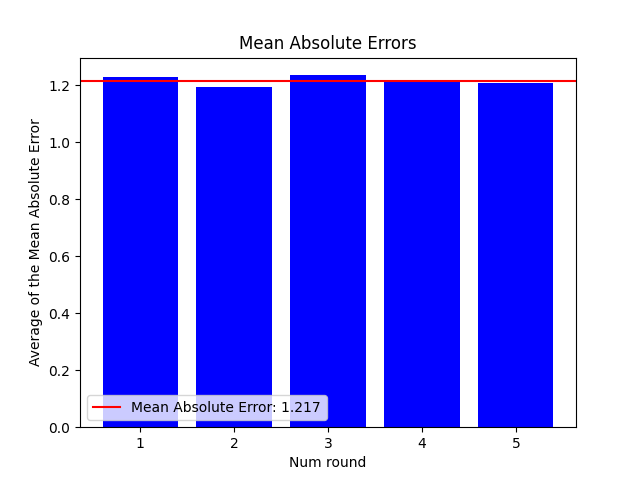 Mean Absolute Errors
Average of the Mean Absolute Error
1.2
1.0
0.8
0.6
0.4
0.2
0.0
Mean Absolute Error: 1.217
1 2 3 4 5
Num round